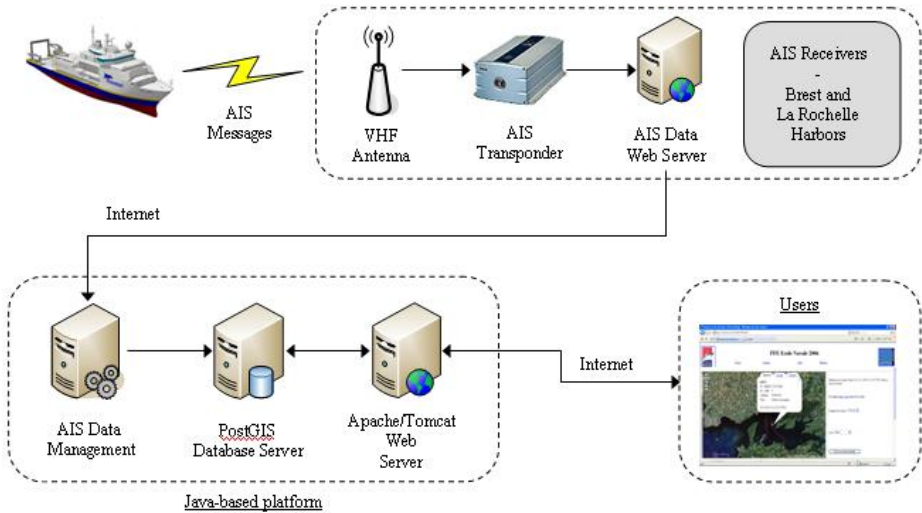 AIS
Messages
VHF
Antenna
AIS
Transponder
AIS Data
Web Server
AIS Receivers
-
Brest and
La Rochelle
Harbors
Internet
AIS Data
Management
PostGIS
Database Server
Apache/Tomcat
Web
Server
Java-based platform
Internet
Users